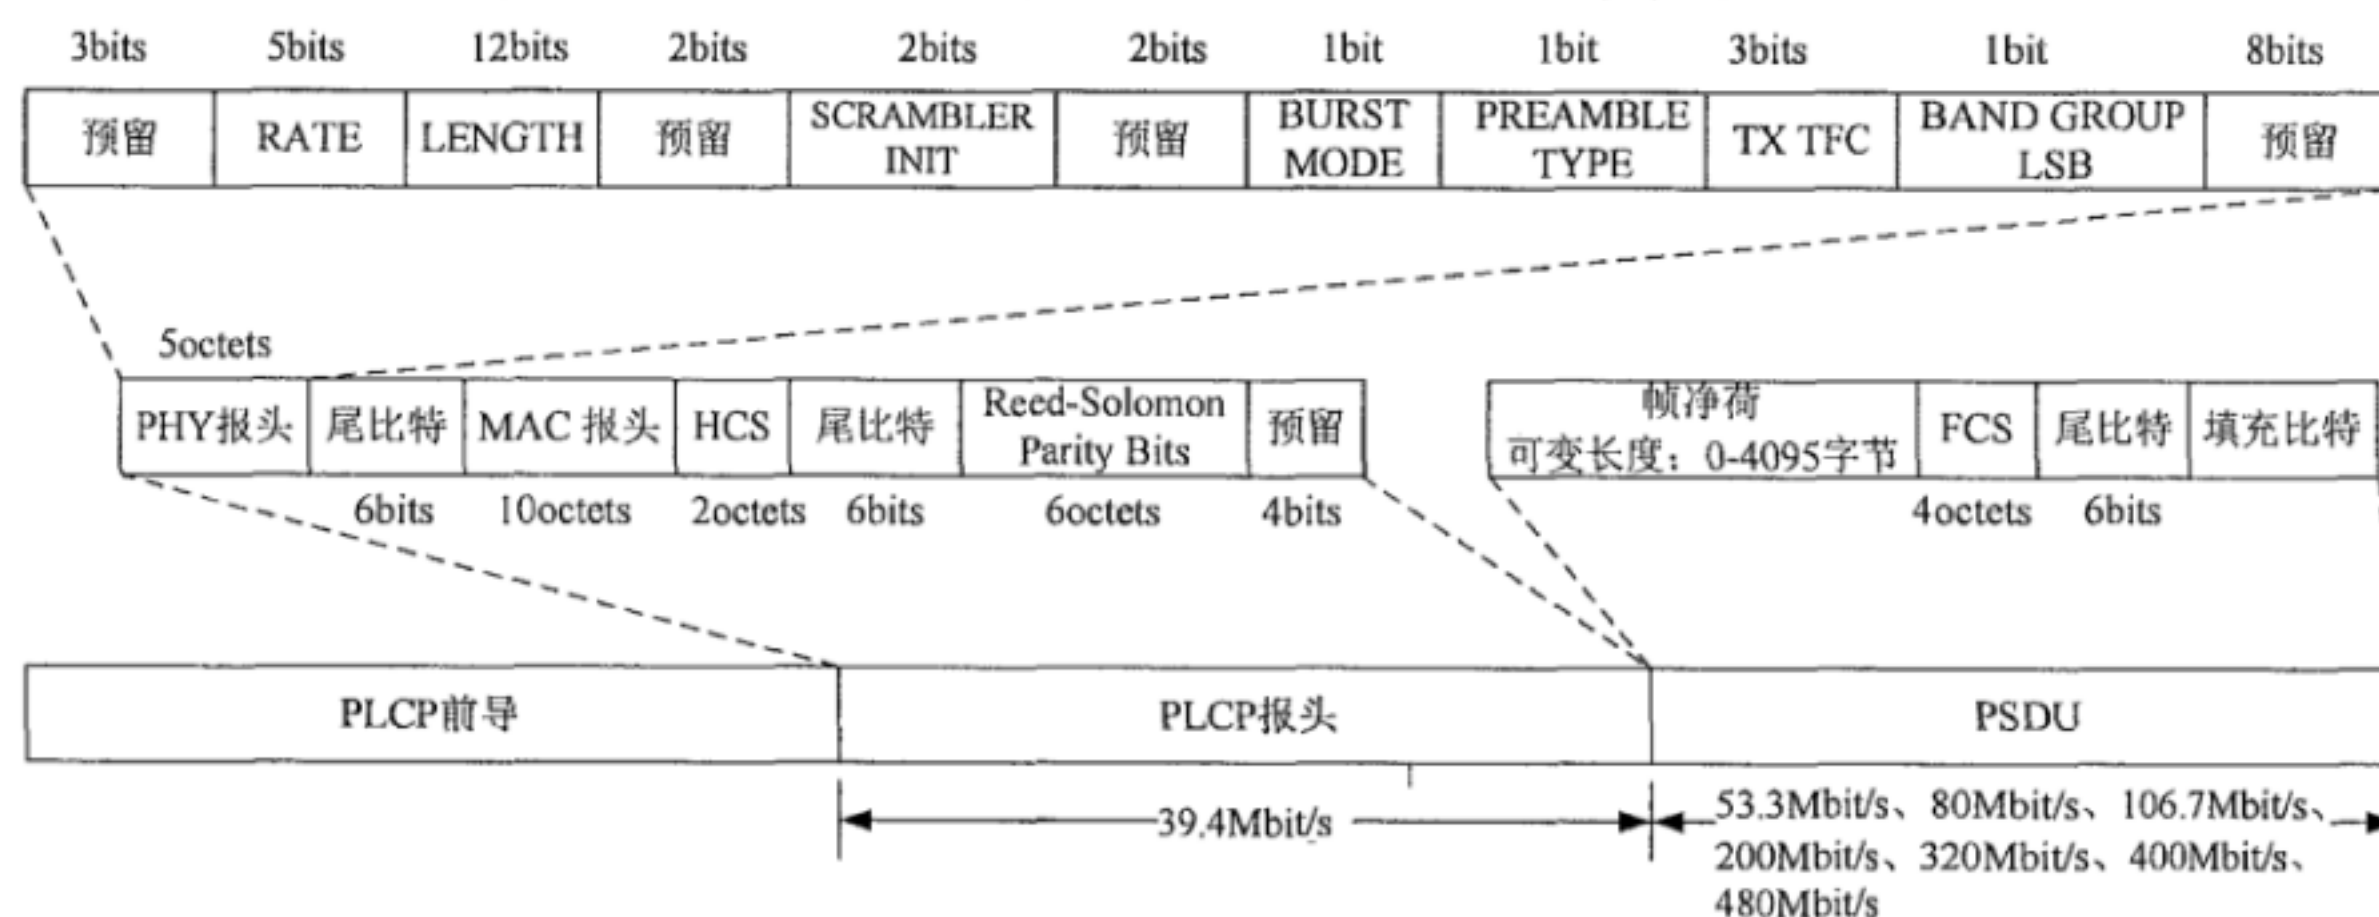 3bits 5bits 12bits 2bits 2bits 2bits 1bit 1bit 3bits 1bit 8bits
预留 RATE LENGTH 预留 SCRAMBLER INIT 预留 BURST MODE PREAMBLE TYPE TX TFC BAND GROUP LSB 预留
5octets
PHY报头 尾比特 MAC 报头 HCS 尾比特 Reed-Solomon Parity Bits 预留
帧净荷
可变长度：0-4095字节 FCS 尾比特 填充比特
6bits 10octets 2octets 6bits 6octets 4bits 4octets 6bits
PLCP前导 PLCP报头 PSDU
39.4Mbit/s
53.3Mbit/s、80Mbit/s、106.7Mbit/s、
200Mbit/s、320Mbit/s、400Mbit/s、
480Mbit/s